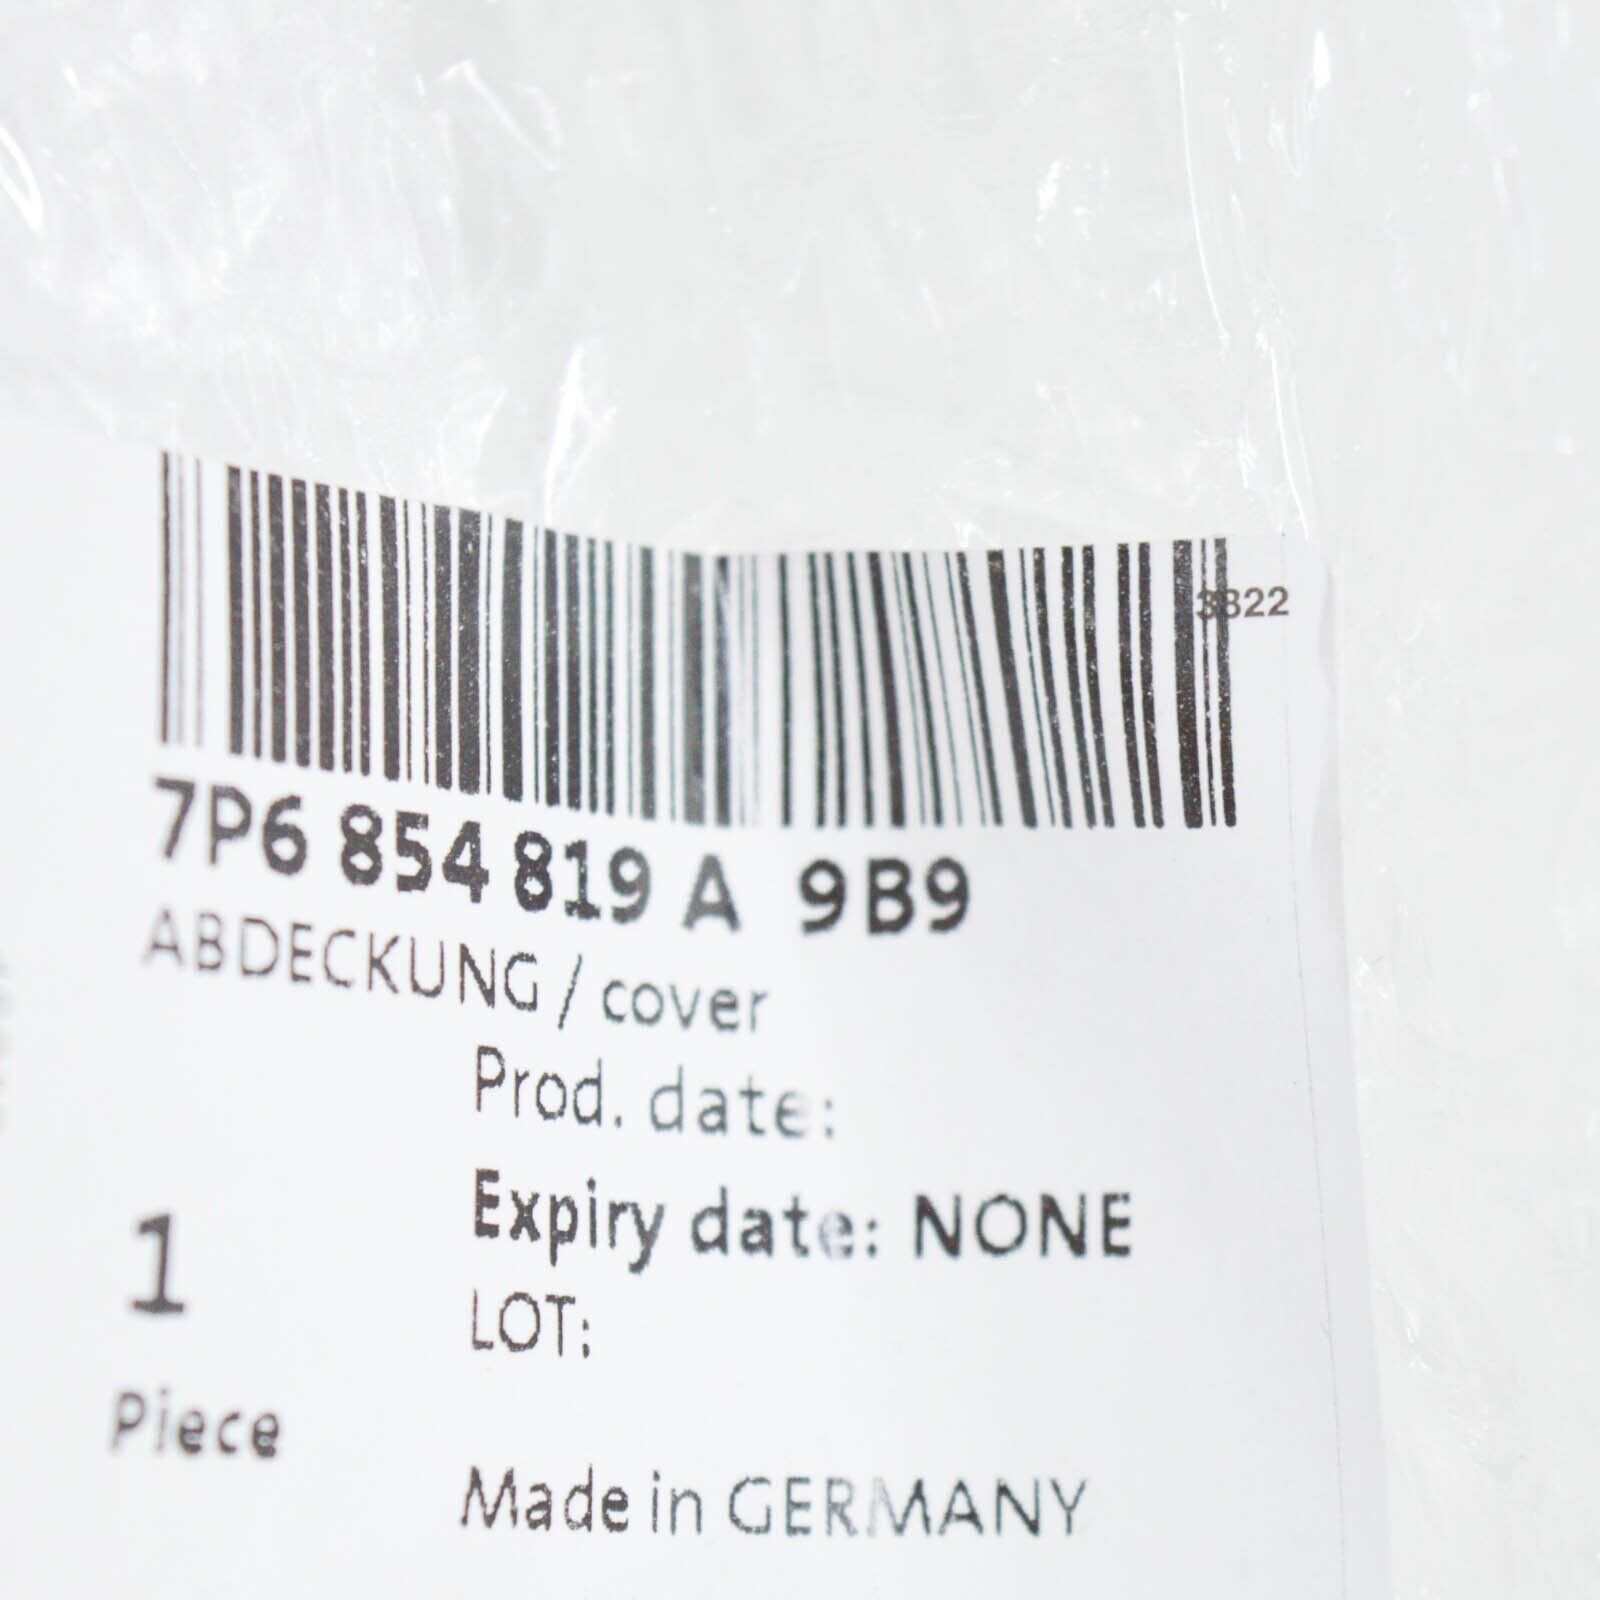 3822
7P6 854 819 A 9B9
ABDECKUNG / cover
Prod. date:
Expiry date: NONE
1
LOT:
Piece
Made in GERMANY